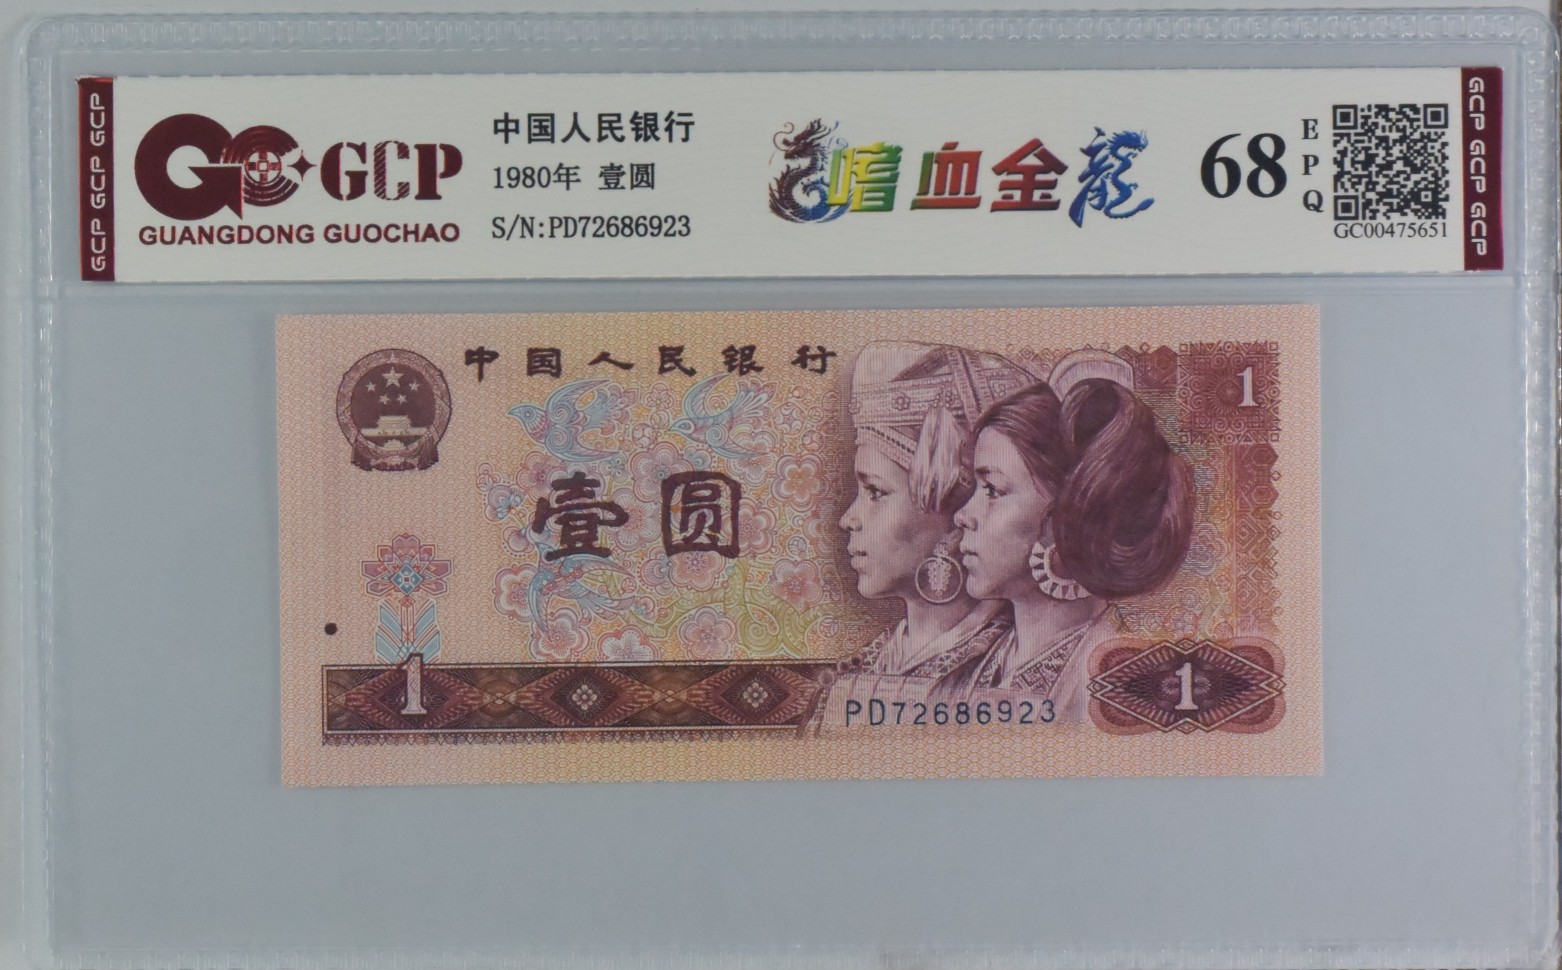 GCP GCP GCP
GC GCP
GUANGDONG GUOCHAO
中国人民银行
1980年 壹圆
S/N:PD72686923
嗜血金龍
68
EPQ
GC00475651
GCP GCP GCP
中国人民银行
1
壹圆
1
PD72686923
1